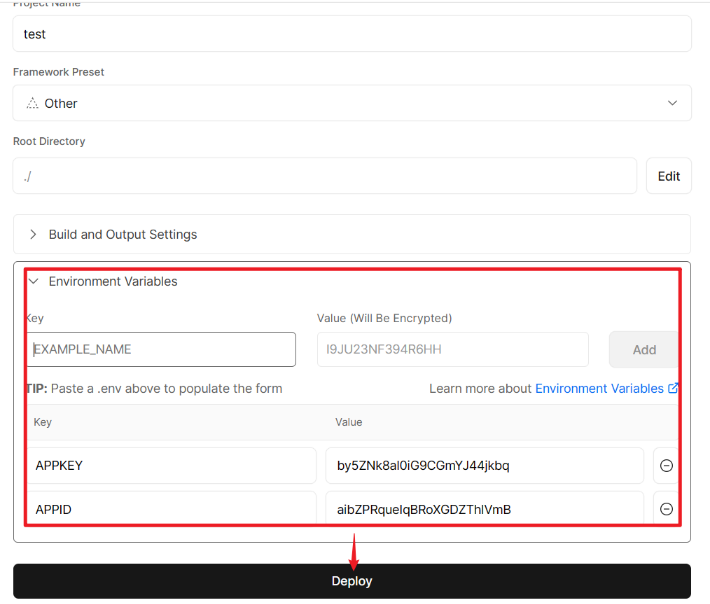 Project Name
test
Framework Preset
Other
Root Directory
./
Edit
Build and Output Settings
Environment Variables
Key
Value (Will Be Encrypted)
EXAMPLE_NAME
I9JU23NF394R6HH
Add
TIP: Paste a .env above to populate the form
Learn more about Environment Variables
Key
Value
APPKEY
by5ZNk8al0iG9CGmYJ44jkbq
APPID
aibZPRqueIqBRoXGDZThIVmB
Deploy